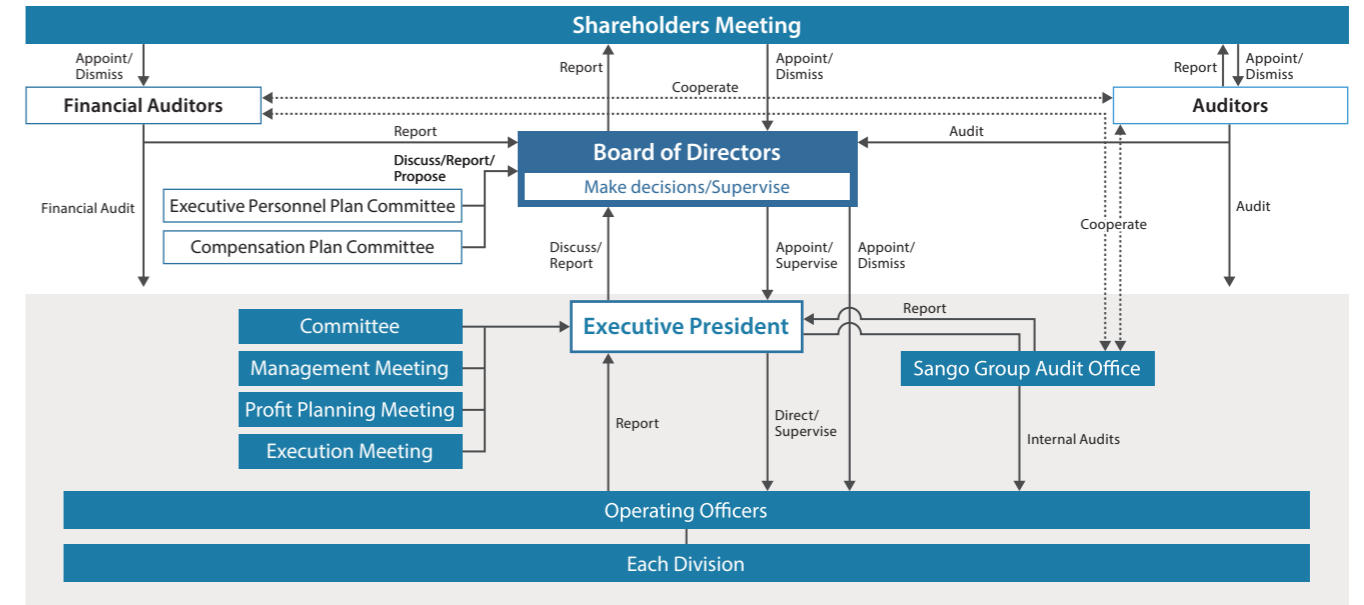 Shareholders Meeting
Appoint/
Dismiss
Report
Appoint/
Dismiss
Report
Appoint/
Dismiss
Cooperate
Financial Auditors
Auditors
Report
Audit
Board of Directors
Make decisions/Supervise
Discuss/Report/
Propose
Executive Personnel Plan Committee
Compensation Plan Committee
Financial Audit
Audit
Cooperate
Discuss/
Report
Appoint/
Supervise
Appoint/
Dismiss
Executive President
Report
Committee
Management Meeting
Profit Planning Meeting
Execution Meeting
Sango Group Audit Office
Report
Direct/
Supervise
Internal Audits
Operating Officers
Each Division